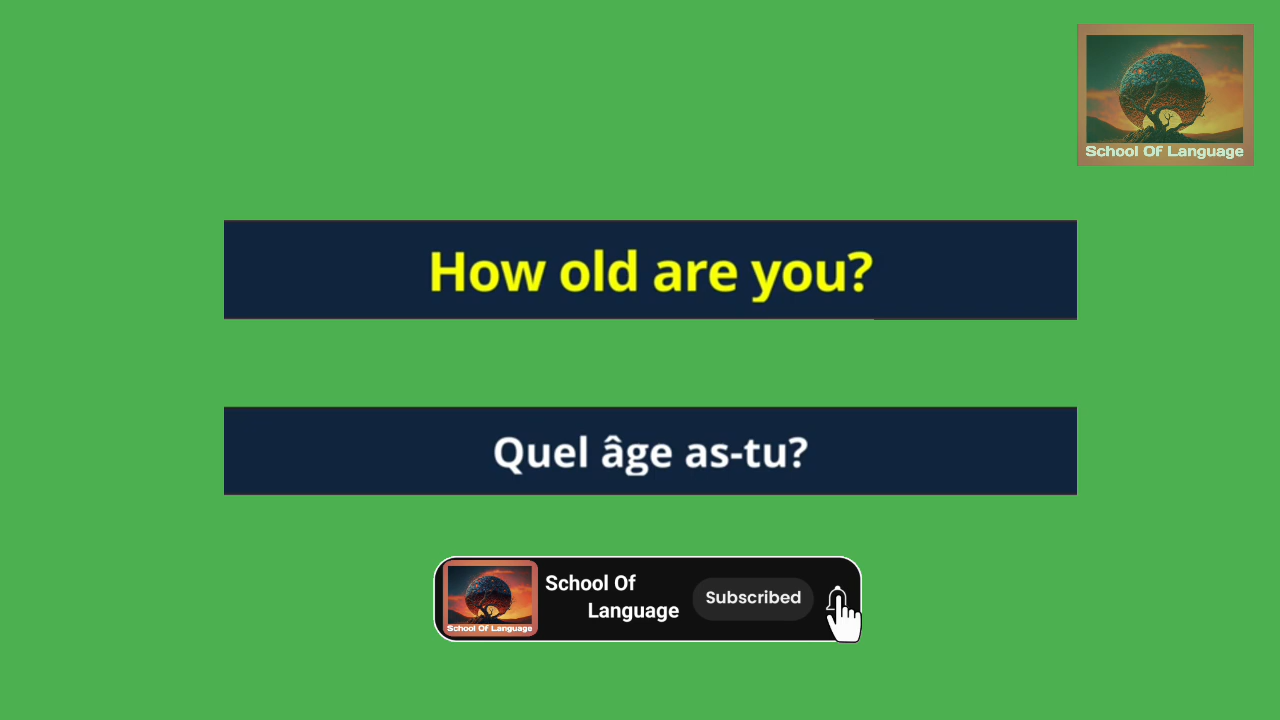 School Of Language
How old are you?
Quel âge as-tu?
School Of
Language
Subscribed
School Of Language